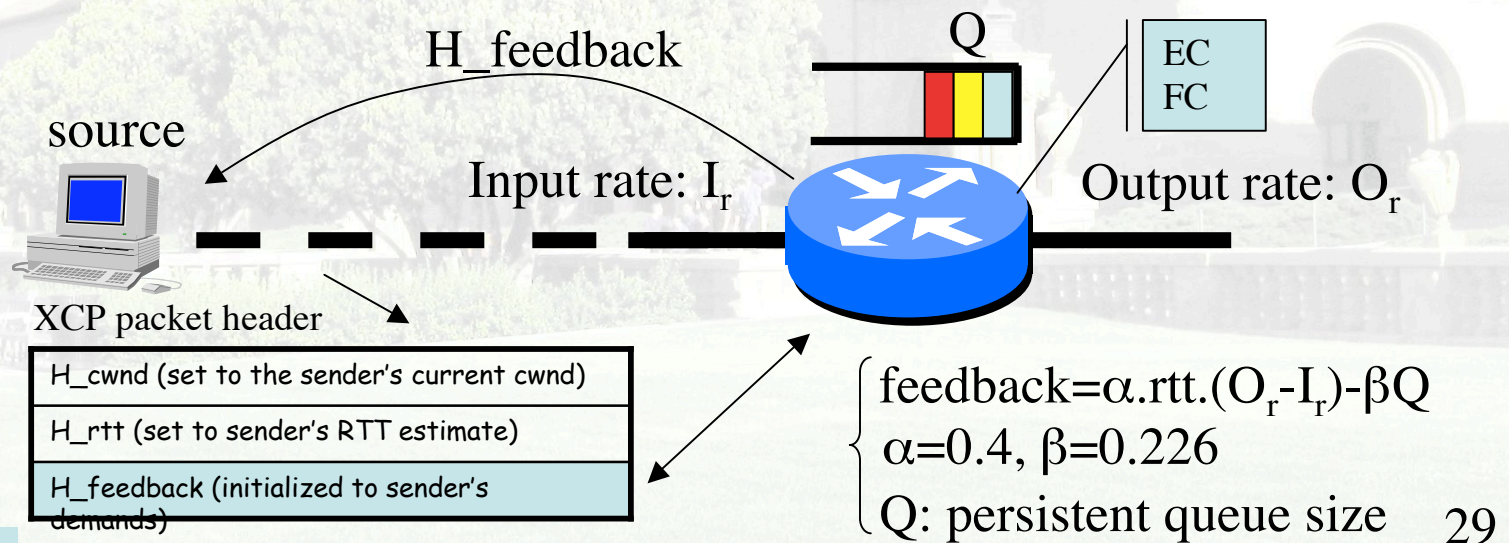 H_feedback
Q
EC
FC
source
Input rate: Iᵣ
Output rate: Oᵣ
XCP packet header
H_cwnd (set to the sender's current cwnd)
H_rtt (set to sender's RTT estimate)
H_feedback (initialized to sender's
demands)
feedback=α.rtt.(Oᵣ-Iᵣ)-βQ
α=0.4, β=0.226
Q: persistent queue size
29